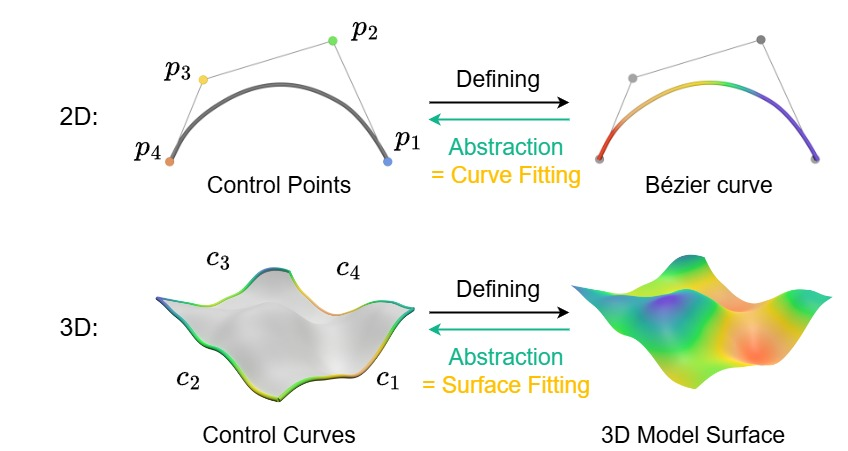 2D:
p₃
p₂
p₄
p₁
Control Points
Defining
Abstraction
= Curve Fitting
Bézier curve
3D:
c₃
c₄
c₂
c₁
Control Curves
Defining
Abstraction
= Surface Fitting
3D Model Surface